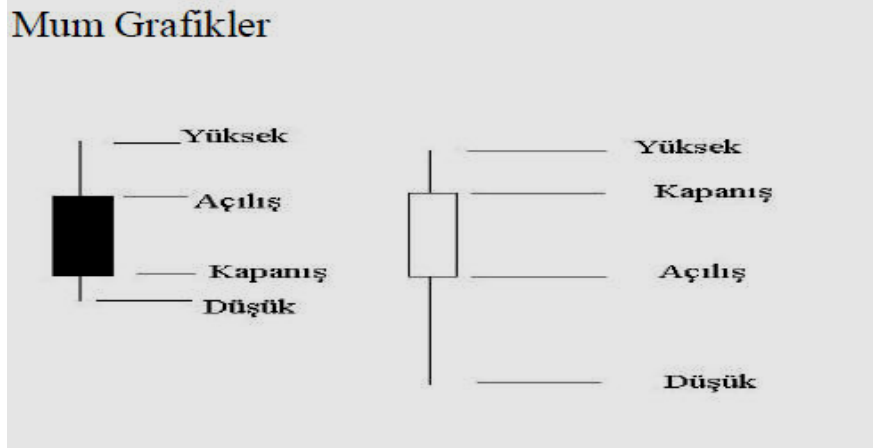 Mum Grafikler
Yüksek
Açılış
Kapanış
Düşük
Yüksek
Kapanış
Açılış
Düşük